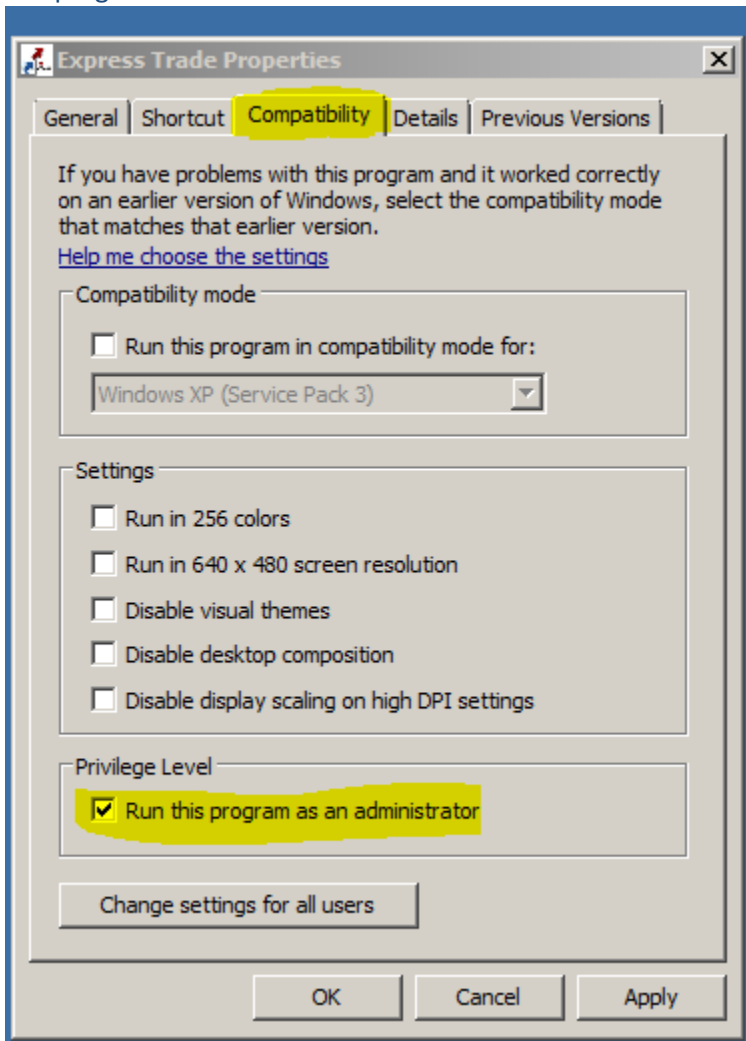 Express Trade Properties
General Shortcut Compatibility Details Previous Versions
If you have problems with this program and it worked correctly
on an earlier version of Windows, select the compatibility mode
that matches that earlier version.
Help me choose the settings
Compatibility mode
Run this program in compatibility mode for:
Windows XP (Service Pack 3)
Settings
Run in 256 colors
Run in 640 x 480 screen resolution
Disable visual themes
Disable desktop composition
Disable display scaling on high DPI settings
Privilege Level
Run this program as an administrator
Change settings for all users
OK Cancel Apply